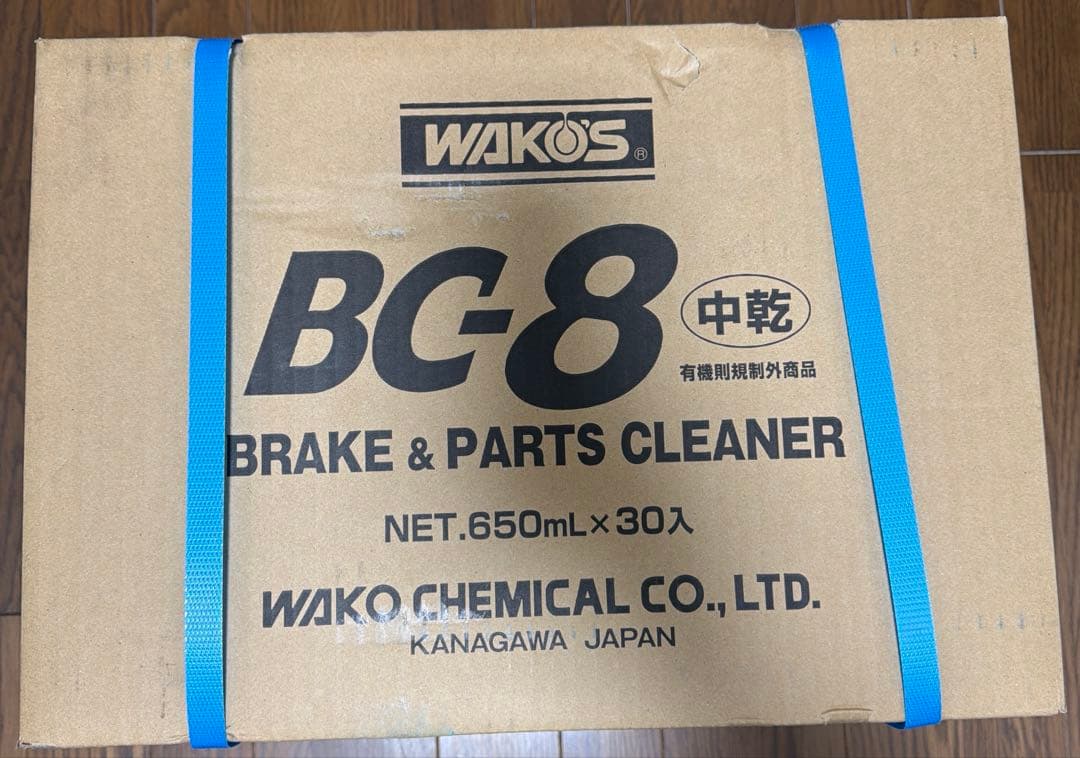 WAKO'S ®
BC-8 中乾
有機則規制外商品
BRAKE & PARTS CLEANER
NET.650mL×30入
WAKO CHEMICAL CO., LTD.
KANAGAWA JAPAN